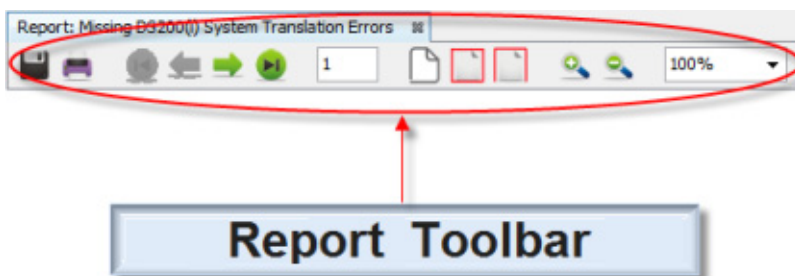 Report: Missing DS200(i) System Translation Errors
1
100%
Report Toolbar